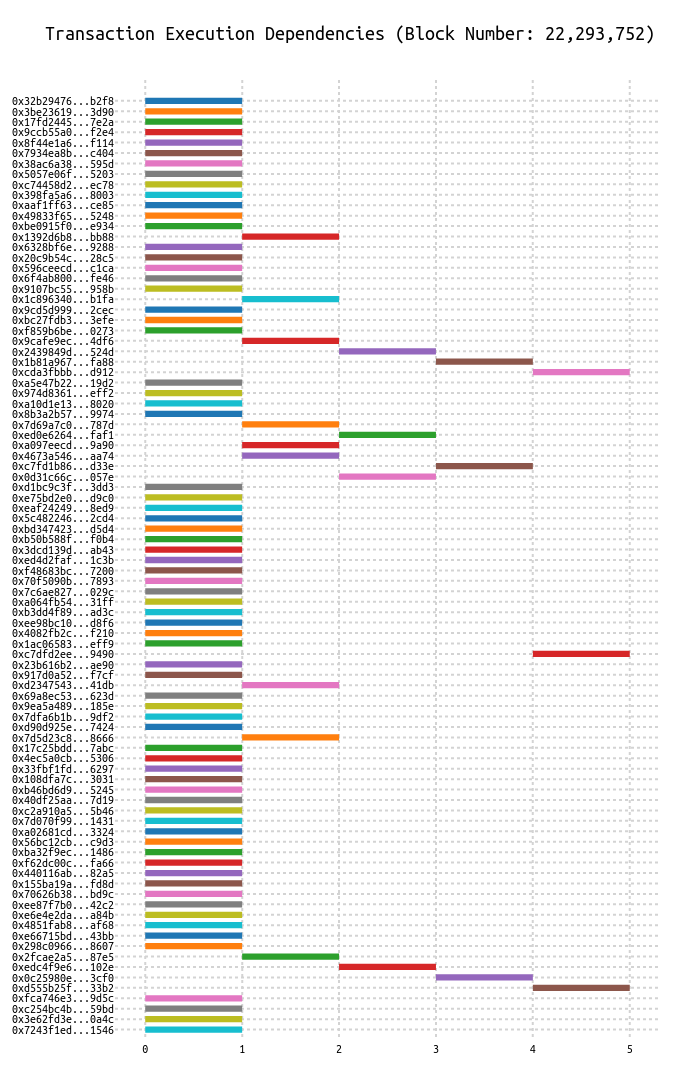 Transaction Execution Dependencies (Block Number: 22,293,752)
0x32b29476...b2f8
0x3be23619...3d90
0x17fd2445...7e2a
0x9ccb55a0...f2e4
0x8f44e1a6...f114
0x7934ea8b...c404
0x38ac6a38...595d
0x5057e06f...5203
0xc74458d2...ec78
0x398fa5a6...8003
0xaaf1ff63...ce85
0x49833f65...5248
0xbe0915f0...e934
0x1392d6b8...bb88
0x6328bf6e...9288
0x20c9b54c...28c5
0x596ceecd...c1ca
0x6f4ab800...fe46
0x9107bc55...958b
0x1c896340...b1fa
0x9cd5d999...2cec
0xbc27fdb3...3efe
0xf859b6be...0273
0x9cafe9ec...4df6
0x2439849d...524d
0x1b81a967...fa88
0xcda3fbbb...d912
0xa5e47b22...19d2
0x974d8361...eff2
0xa10d1e13...8020
0x8b3a2b57...9974
0x7d69a7c0...787d
0xed0e6264...faf1
0xa097eecd...9a90
0x4673a546...aa74
0xc7fd1b86...d33e
0x0d31c66c...057e
0xd1bc9c3f...3dd3
0xe75bd2e0...d9c0
0xeaf24249...8ed9
0x5c482246...2cd4
0xbd347423...d5d4
0xb50b588f...f0b4
0x3dcd139d...ab43
0xed4d2faf...1c3b
0xf48683bc...7200
0x70f5090b...7893
0x7c6ae827...029c
0xa064fb54...31ff
0xb3dd4f89...ad3c
0xee98bc10...d8f6
0x4082fb2c...f210
0x1ac06583...eff9
0xc7dfd2ee...9490
0x23b616b2...ae90
0x917d0a52...f7cf
0xd2347543...41db
0x69a8ec53...623d
0x9ea5a489...185e
0x7dfa6b1b...9df2
0xd90d925e...7424
0x7d5d23c8...8666
0x17c25bdd...7abc
0x4ec5a0cb...5306
0x33fbf1fd...6297
0x108dfa7c...3031
0xb46bd6d9...5245
0x40df25aa...7d19
0xc2a910a5...5b46
0x7d070f99...1431
0xa02681cd...3324
0x56bc12cb...c9d3
0xba32f9ec...1486
0xf62dc00c...fa66
0x440116ab...82a5
0x155ba19a...fd8d
0x70626b38...bd9c
0xee87f7b0...42c2
0xe6e4e2da...a84b
0x4851fab8...af68
0xe66715bd...43bb
0x298c0966...8607
0x2fcae2a5...87e5
0xedc4f9e6...102e
0x0c25980e...3cf0
0xd555b25f...33b2
0xfca746e3...9d5c
0xc254bc4b...59bd
0x3e62fd3e...0a4c
0x7243f1ed...1546
0 1 2 3 4 5